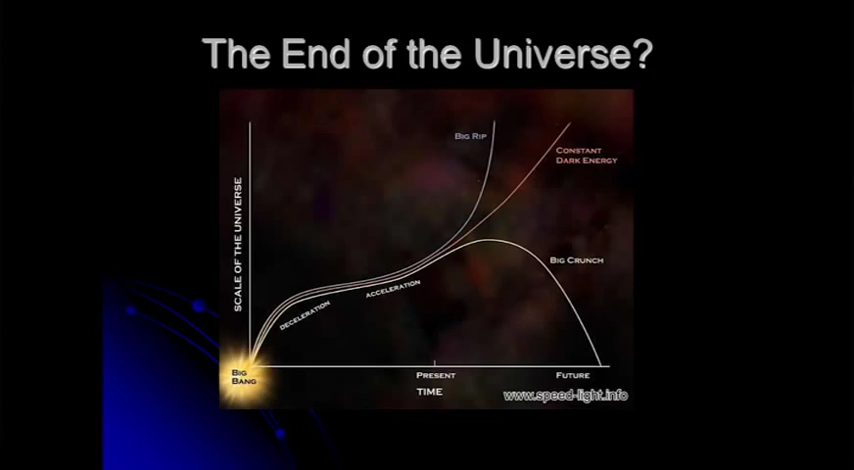 The End of the Universe?
BIG RIP
CONSTANT
DARK ENERGY
SCALE OF THE UNIVERSE
BIG CRUNCH
ACCELERATION
DECELERATION
BIG
BANG
PRESENT
FUTURE
TIME
www.speed-light.info